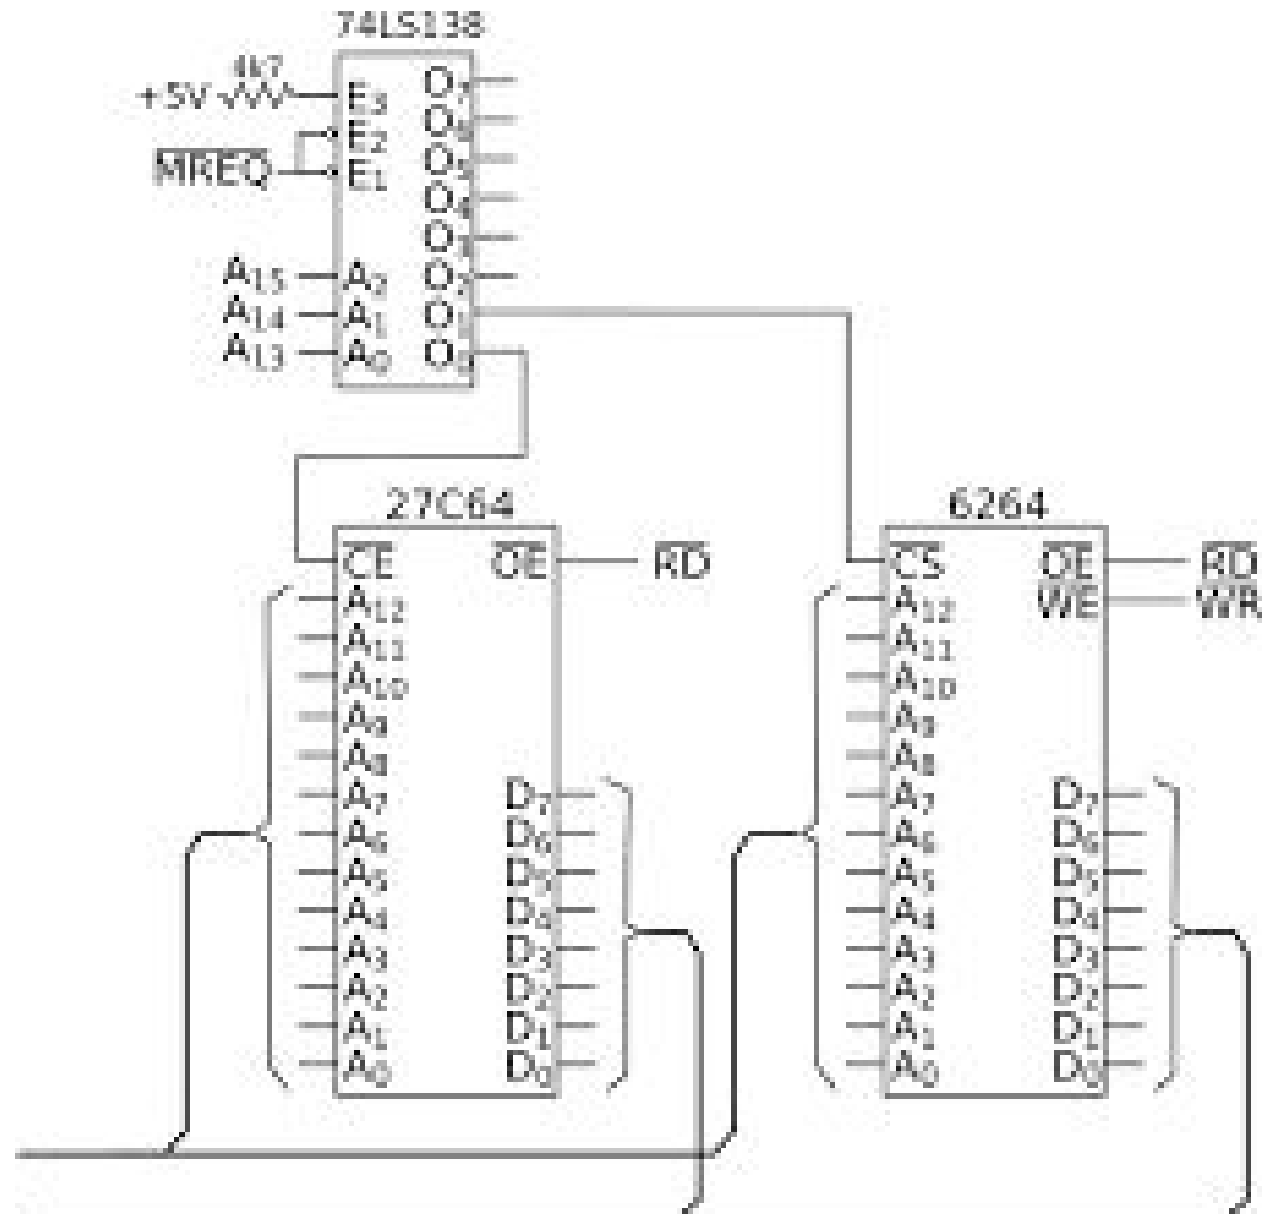 74LS138
4k7
+5V
E3
E2
MREQ
E1
A15
A14
A13
A2
A1
A0
O7
O6
O5
O4
O3
O2
O1
O0
27C64
CE
OE
RD
A12
A11
A10
A9
A8
A7
A6
A5
A4
A3
A2
A1
A0
D7
D6
D5
D4
D3
D2
D1
D0
6264
CS
OE
RD
WE
WR
A12
A11
A10
A9
A8
A7
A6
A5
A4
A3
A2
A1
A0
D7
D6
D5
D4
D3
D2
D1
D0